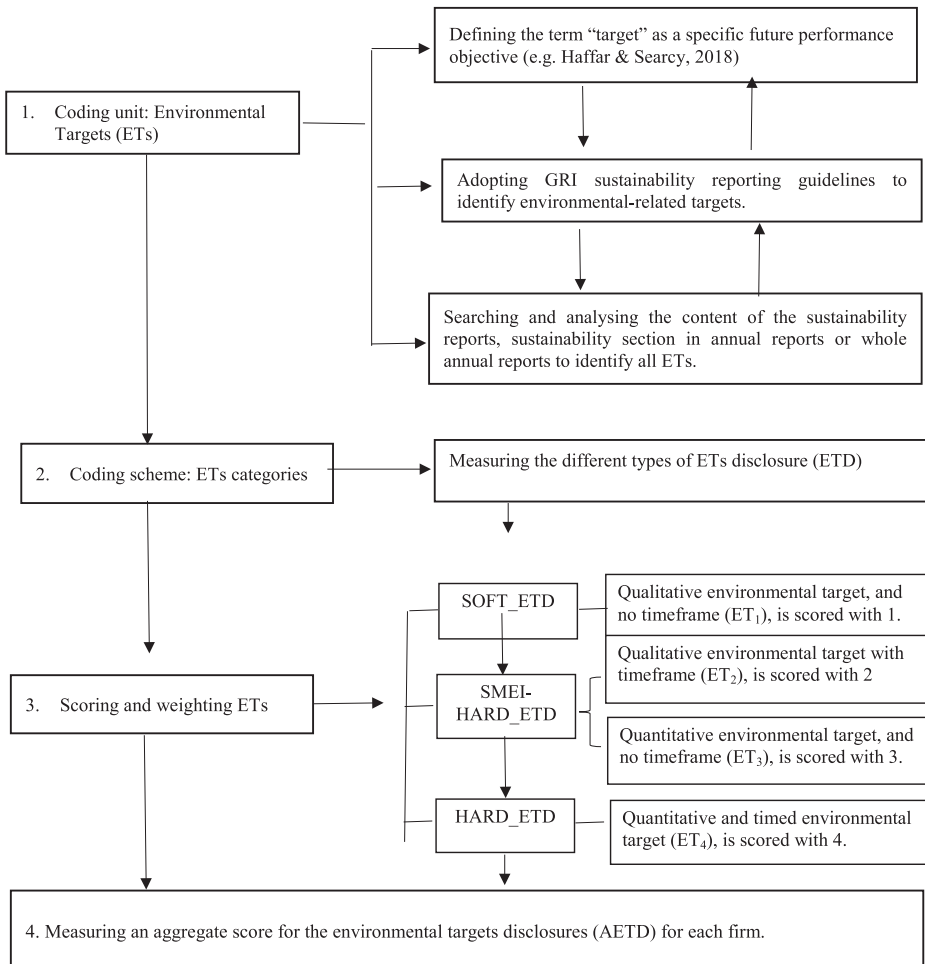 Defining the term “target” as a specific future performance
objective (e.g. Haffar & Searcy, 2018)
1. Coding unit: Environmental
Targets (ETs)
Adopting GRI sustainability reporting guidelines to
identify environmental-related targets.
Searching and analysing the content of the sustainability
reports, sustainability section in annual reports or whole
annual reports to identify all ETs.
2. Coding scheme: ETs categories
Measuring the different types of ETs disclosure (ETD)
3. Scoring and weighting ETs
SOFT_ETD
Qualitative environmental target, and
no timeframe (ET₁), is scored with 1.
SMEI-
HARD_ETD
Qualitative environmental target with
timeframe (ET₂), is scored with 2
Quantitative environmental target, and
no timeframe (ET₃), is scored with 3.
HARD_ETD
Quantitative and timed environmental
target (ET₄), is scored with 4.
4. Measuring an aggregate score for the environmental targets disclosures (AETD) for each firm.